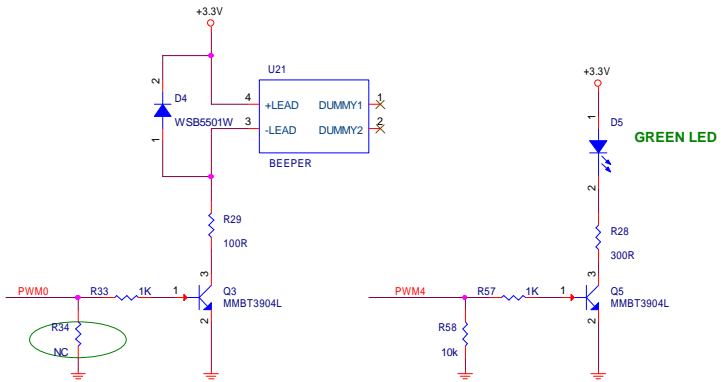 +3.3V
U21
2
D4
WSB5501W
1
4
+LEAD
DUMMY1
1
3
-LEAD
DUMMY2
2
BEEPER
R29
100R
PWM0
R33
1K
1
3
Q3
MMBT3904L
2
R34
NC
+3.3V
1
D5
GREEN LED
2
R28
300R
PWM4
R57
1K
1
3
Q5
MMBT3904L
2
R58
10k